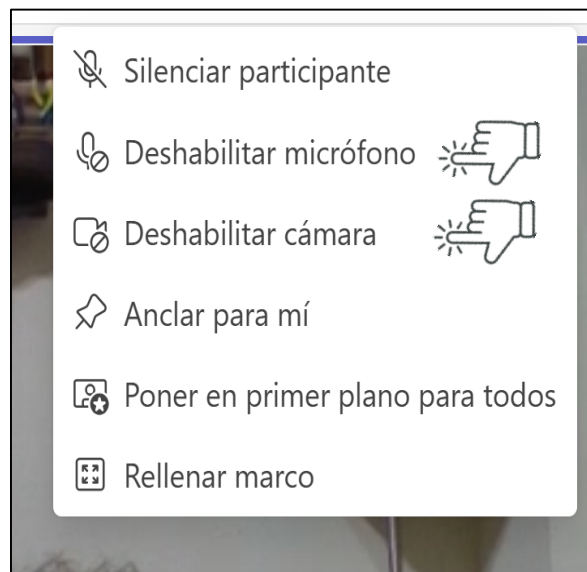 Silenciar participante
Deshabilitar micrófono
Deshabilitar cámara
Anclar para mí
Poner en primer plano para todos
Rellenar marco